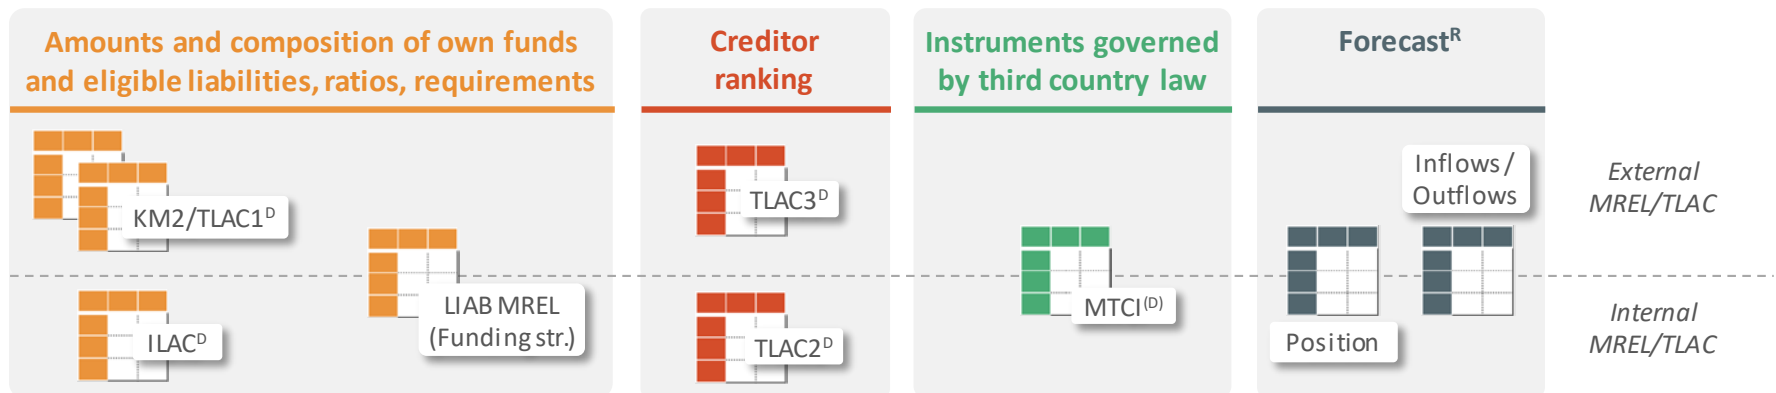 Amounts and composition of own funds
and eligible liabilities, ratios, requirements
Creditor
ranking
Instruments governed
by third country law
Forecastᴿ
KM2/TLAC1ᴰ
LIAB MREL
(Funding str.)
ILACᴰ
TLAC3ᴰ
TLAC2ᴰ
MTCI⁽ᴰ⁾
Inflows/
Outflows
Position
External
MREL/TLAC
Internal
MREL/TLAC